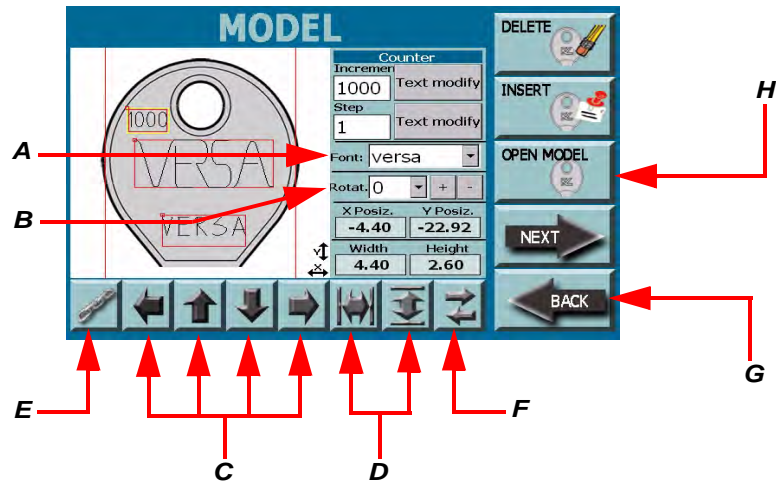 MODEL
DELETE
INSERT
OPEN MODEL
NEXT
BACK
Counter
Incremen
1000 Text modify
Step
1 Text modify
Font: versa
Rotat. 0 + -
X Posiz. Y Posiz.
-4.40 -22.92
Width Height
4.40 2.60
1000
VERSA
VERSA
Y
X
A
B
C
D
E
F
G
H